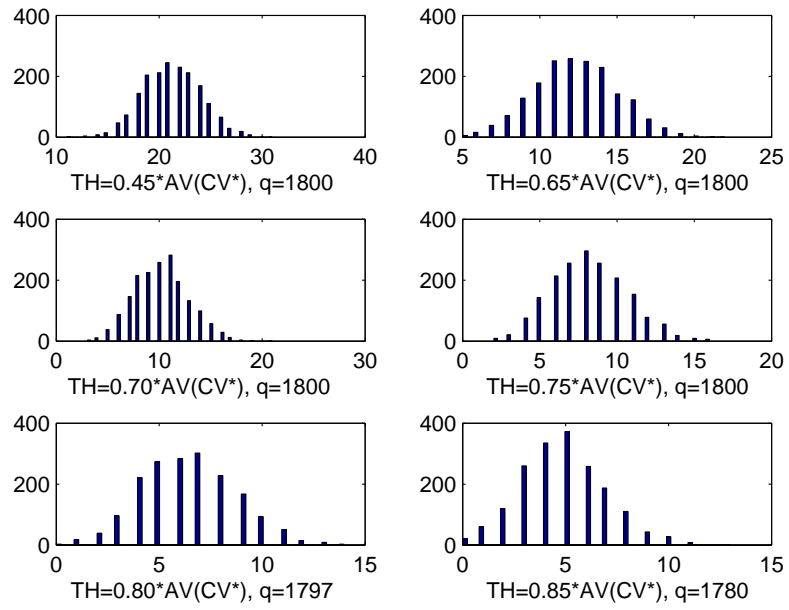 400
200
0
10 20 30 40
TH=0.45*AV(CV*), q=1800
400
200
0
5 10 15 20 25
TH=0.65*AV(CV*), q=1800
400
200
0
0 10 20 30
TH=0.70*AV(CV*), q=1800
400
200
0
0 5 10 15 20
TH=0.75*AV(CV*), q=1800
400
200
0
0 5 10 15
TH=0.80*AV(CV*), q=1797
400
200
0
0 5 10 15
TH=0.85*AV(CV*), q=1780